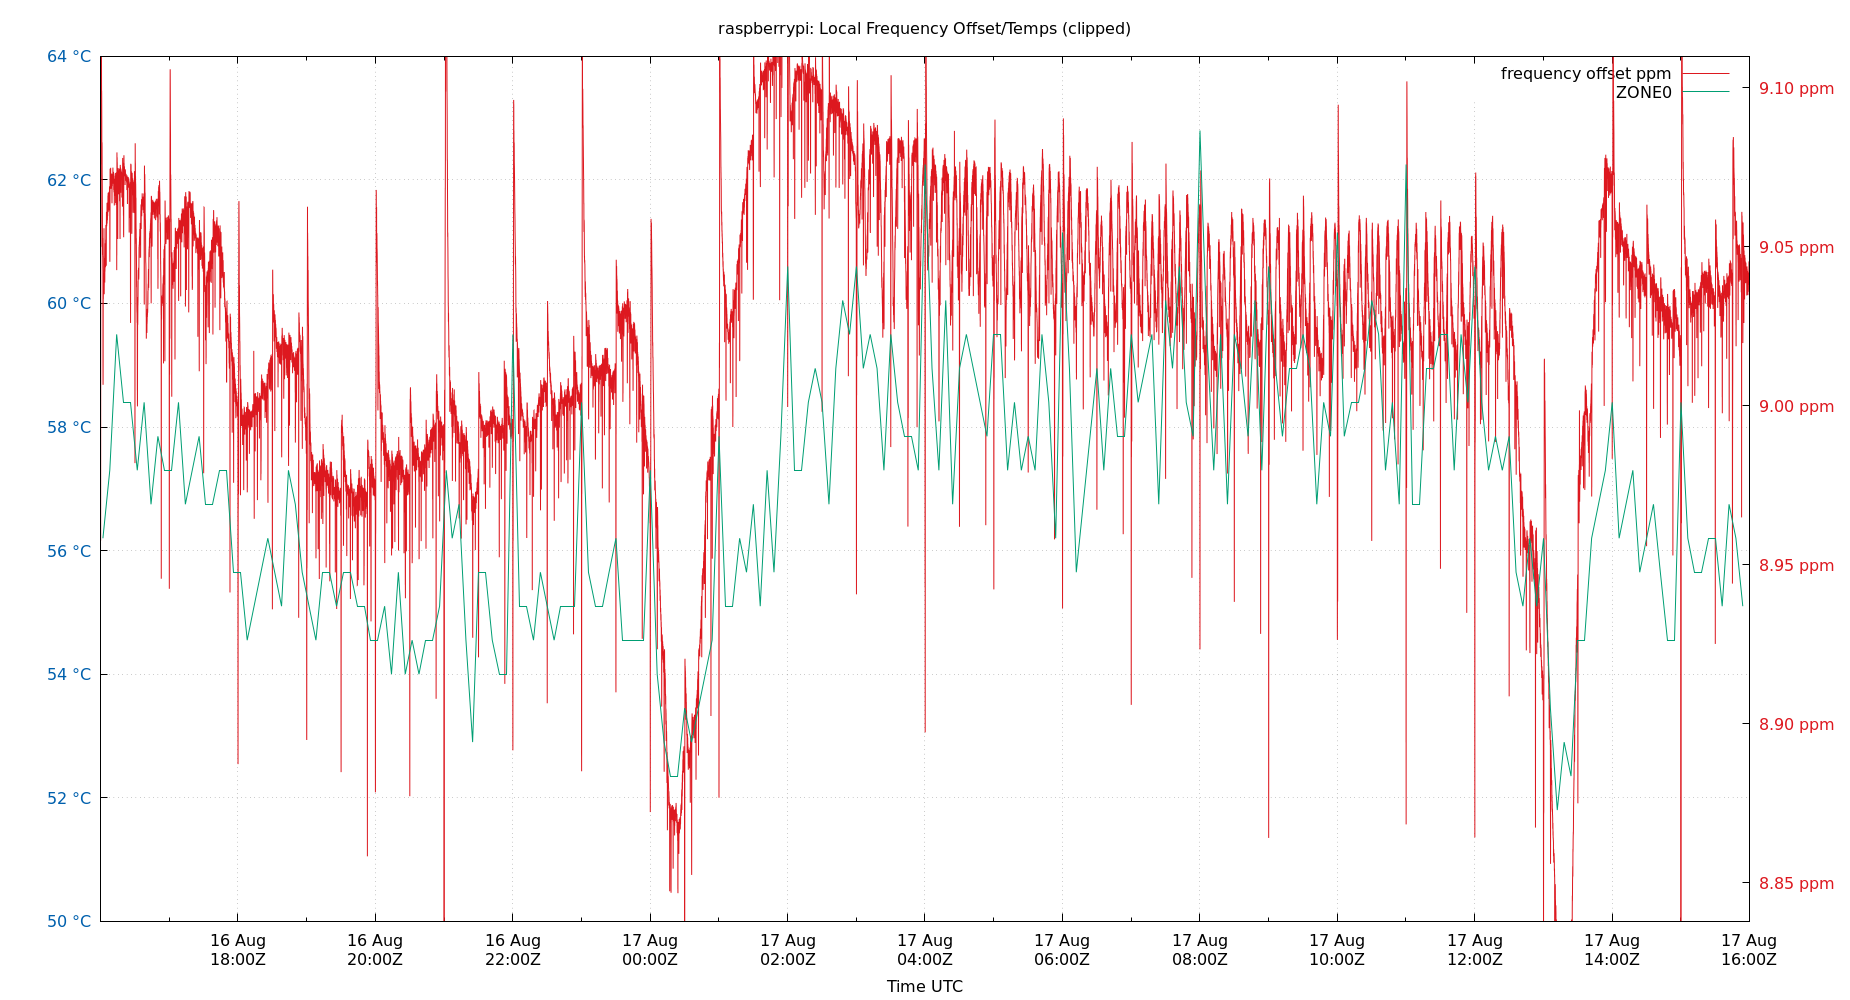 raspberrypi: Local Frequency Offset/Temps (clipped)
64 °C
62 °C
60 °C
58 °C
56 °C
54 °C
52 °C
50 °C
frequency offset ppm
ZONE0
9.10 ppm
9.05 ppm
9.00 ppm
8.95 ppm
8.90 ppm
8.85 ppm
16 Aug
18:00Z
16 Aug
20:00Z
16 Aug
22:00Z
17 Aug
00:00Z
17 Aug
02:00Z
17 Aug
04:00Z
17 Aug
06:00Z
17 Aug
08:00Z
17 Aug
10:00Z
17 Aug
12:00Z
17 Aug
14:00Z
17 Aug
16:00Z
Time UTC